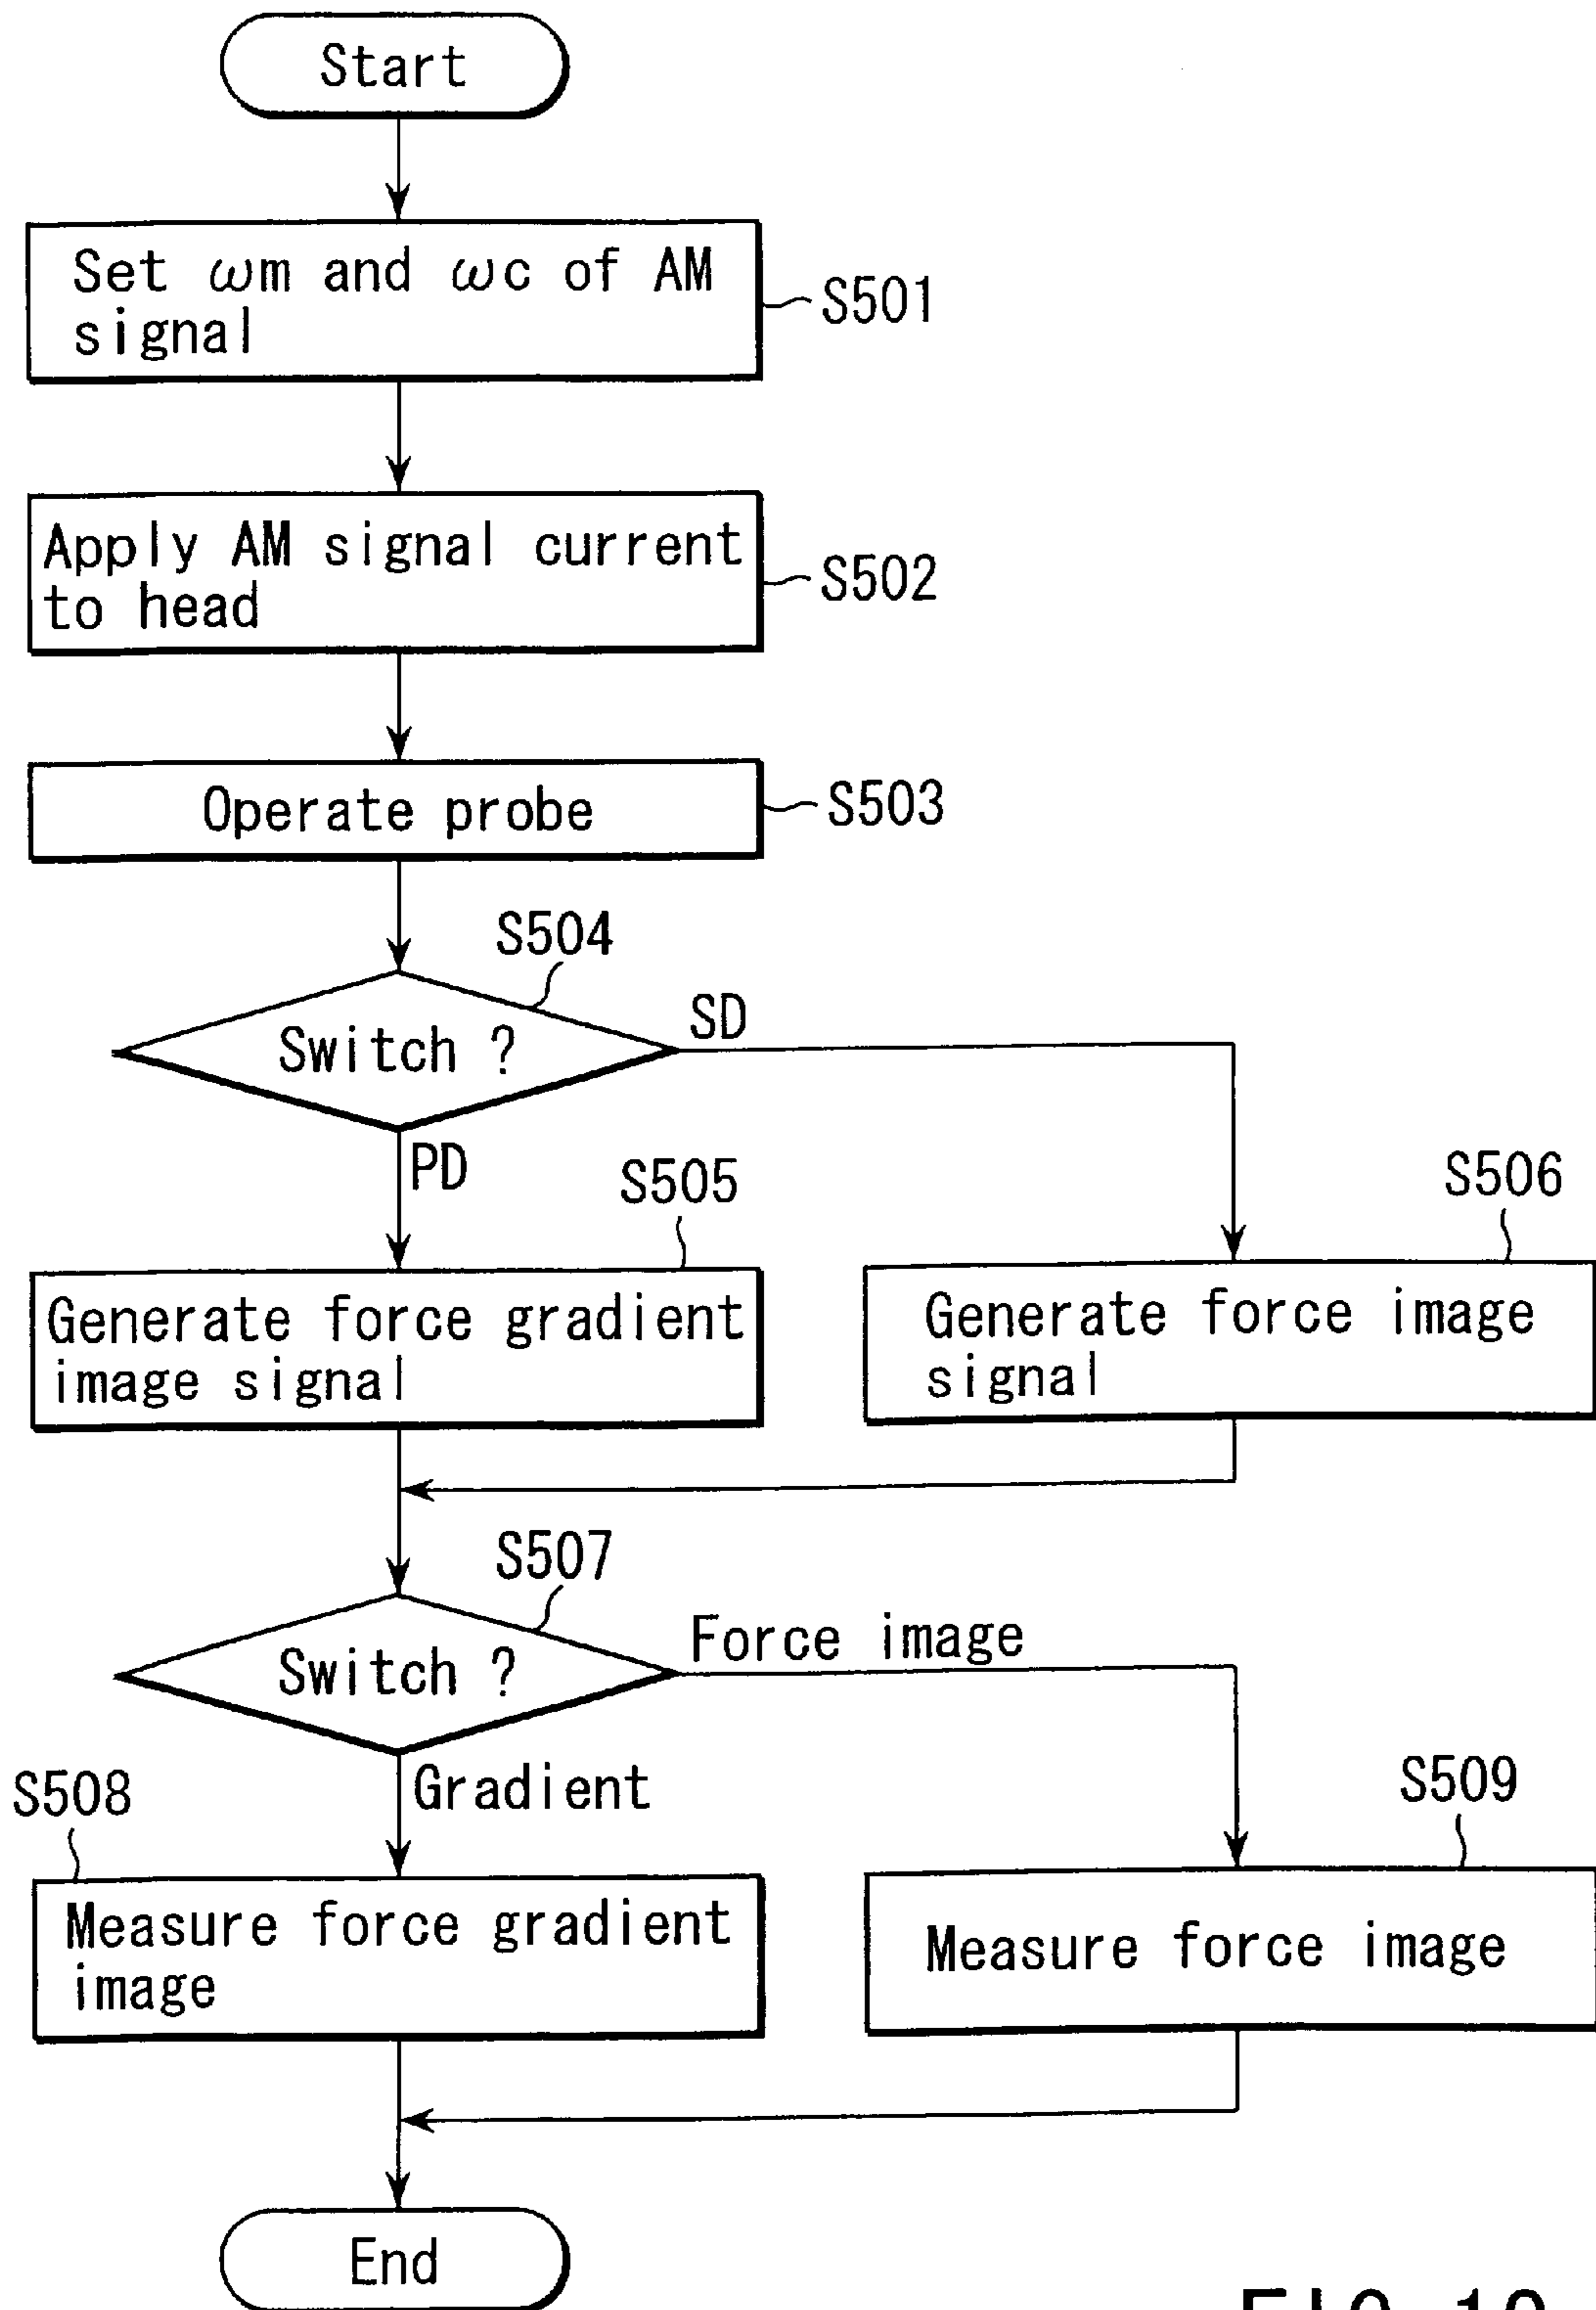 Start
Set ωm and ωc of AM
signal
S501
Apply AM signal current
to head
S502
Operate probe
S503
S504
Switch ?
SD
PD
S505
S506
Generate force gradient
image signal
Generate force image
signal
S507
Switch ?
Force image
Gradient
S508
S509
Measure force gradient
image
Measure force image
End